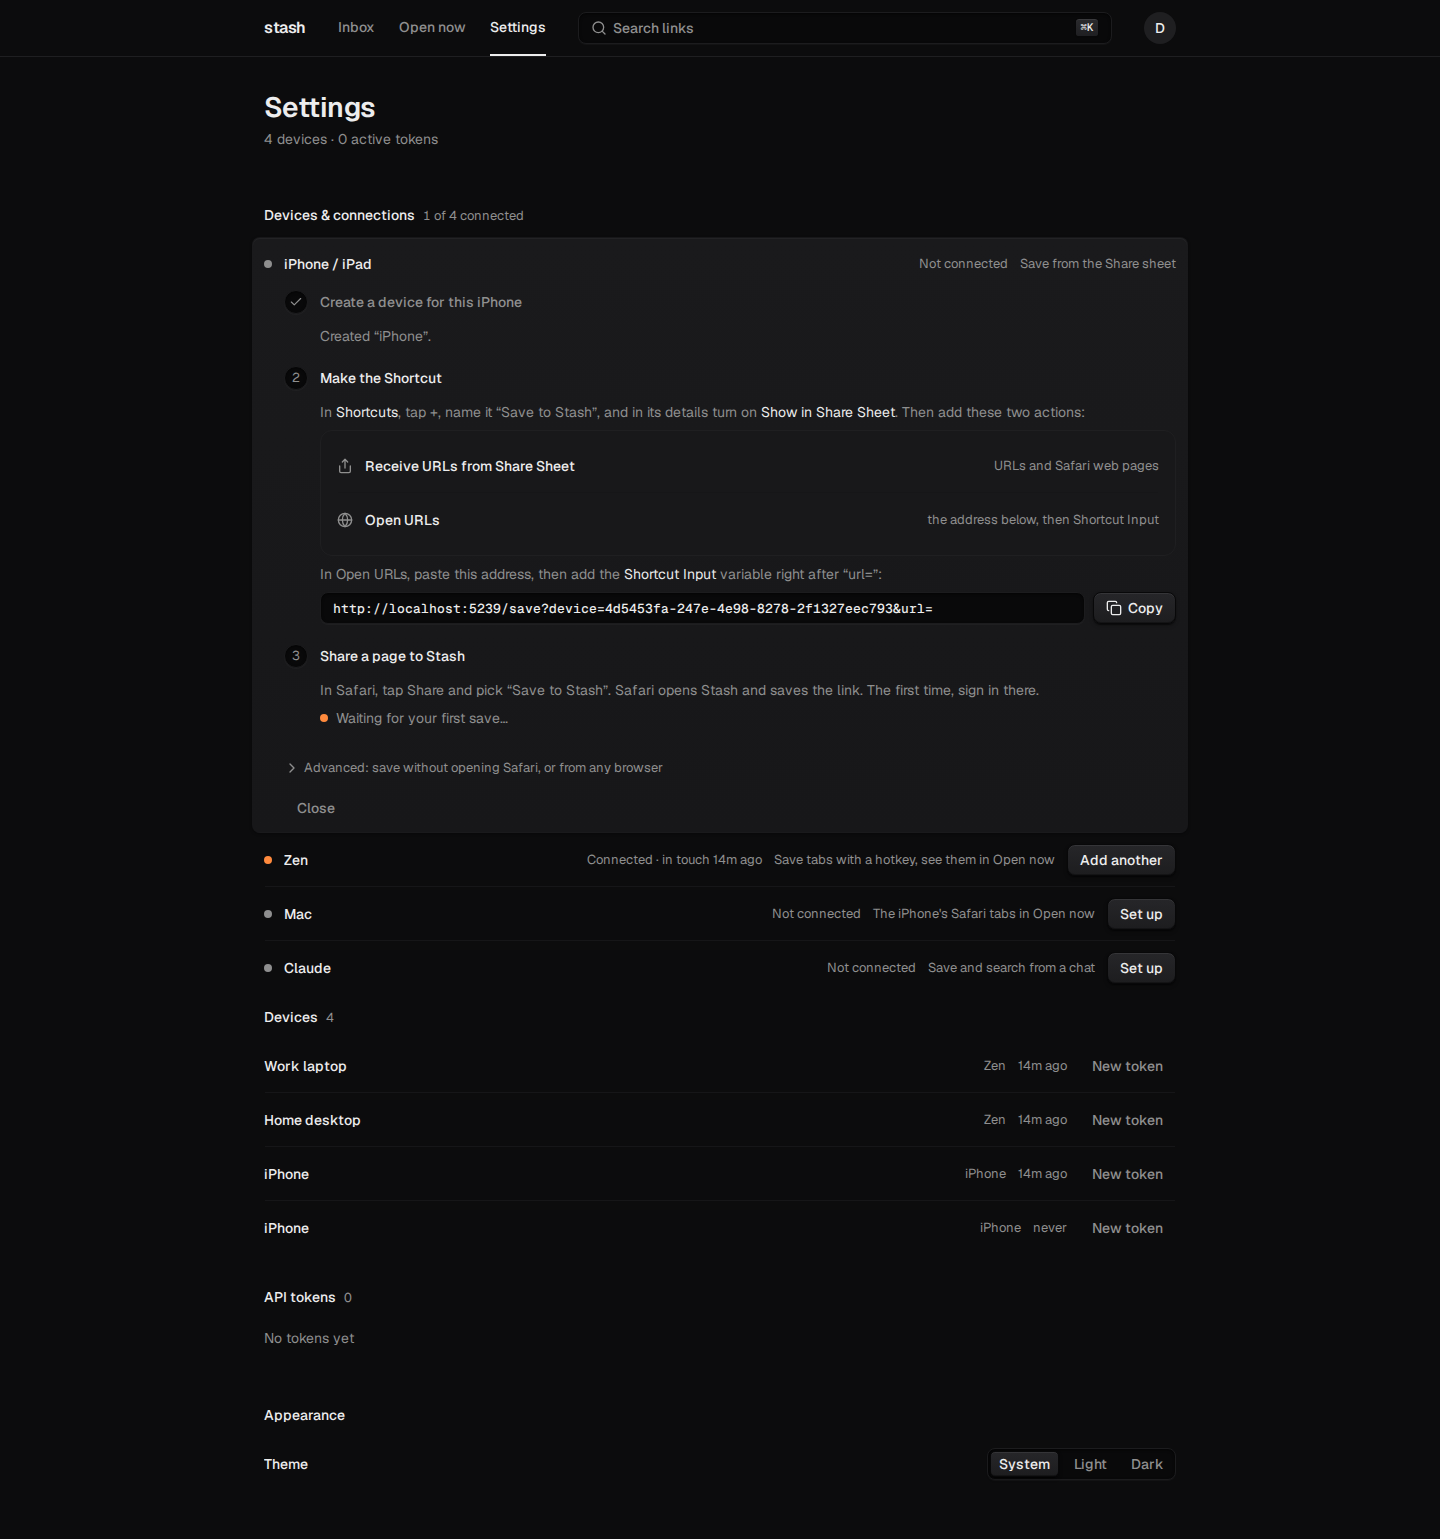 stash Inbox Open now Settings Search links ⌘K D
Settings
4 devices · 0 active tokens
Devices & connections 1 of 4 connected
iPhone / iPad Not connected Save from the Share sheet
Create a device for this iPhone
Created “iPhone”.
2 Make the Shortcut
In Shortcuts, tap +, name it “Save to Stash”, and in its details turn on Show in Share Sheet. Then add these two actions:
Receive URLs from Share Sheet URLs and Safari web pages
Open URLs the address below, then Shortcut Input
In Open URLs, paste this address, then add the Shortcut Input variable right after “url=”:
http://localhost:5239/save?device=4d5453fa-247e-4e98-8278-2f1327eec793&url= Copy
3 Share a page to Stash
In Safari, tap Share and pick “Save to Stash”. Safari opens Stash and saves the link. The first time, sign in there.
Waiting for your first save…
Advanced: save without opening Safari, or from any browser
Close
Zen Connected · in touch 14m ago Save tabs with a hotkey, see them in Open now Add another
Mac Not connected The iPhone's Safari tabs in Open now Set up
Claude Not connected Save and search from a chat Set up
Devices 4
Work laptop Zen 14m ago New token
Home desktop Zen 14m ago New token
iPhone iPhone 14m ago New token
iPhone iPhone never New token
API tokens 0
No tokens yet
Appearance
Theme System Light Dark